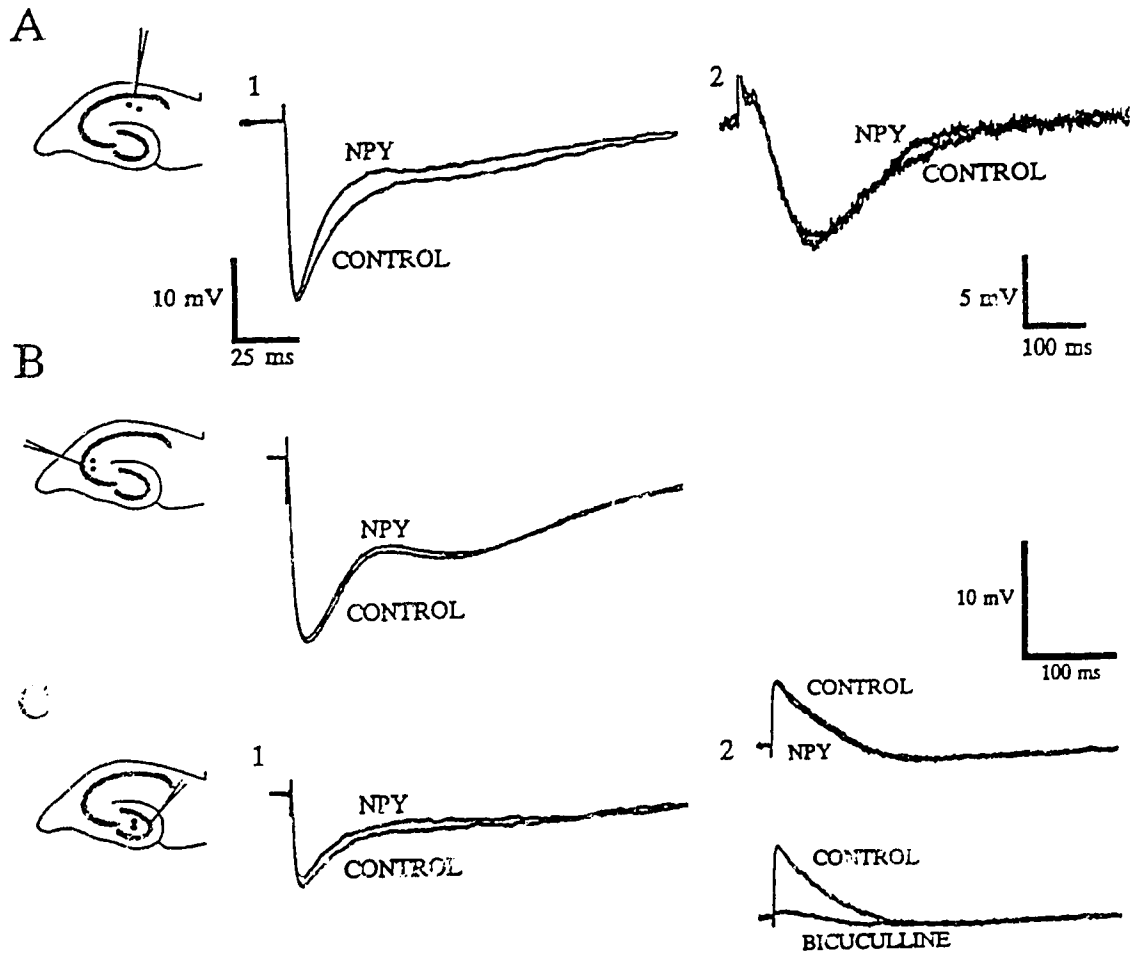 A
1
NPY
CONTROL
10 mV
25 ms
2
NPY
CONTROL
5 mV
100 ms
B
NPY
CONTROL
10 mV
100 ms
C
1
NPY
CONTROL
2
CONTROL
NPY
CONTROL
BICUCULLINE